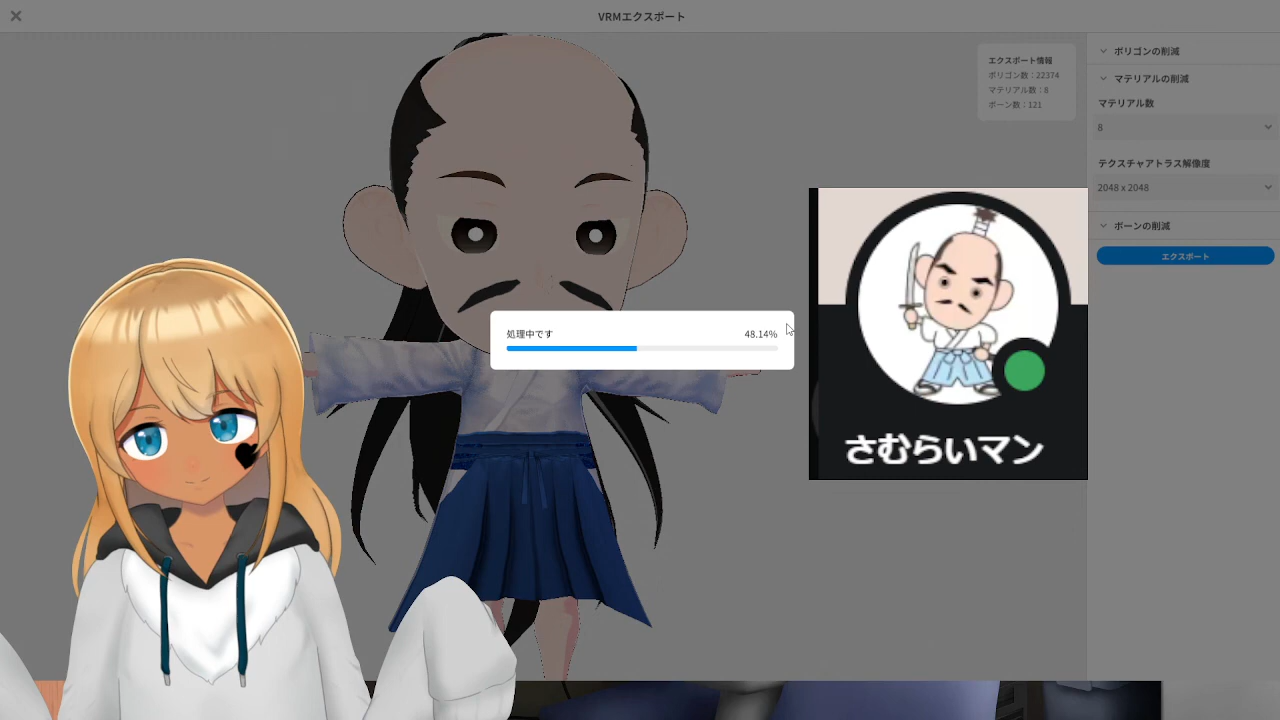 VRMエクスポート
エクスポート情報
ポリゴン数：22374
マテリアル数：8
ボーン数：121
ポリゴンの削減
マテリアルの削減
マテリアル数
8
テクスチャアトラス解像度
2048 x 2048
ボーンの削減
エクスポート
処理中です 48.14%
さむらいマン